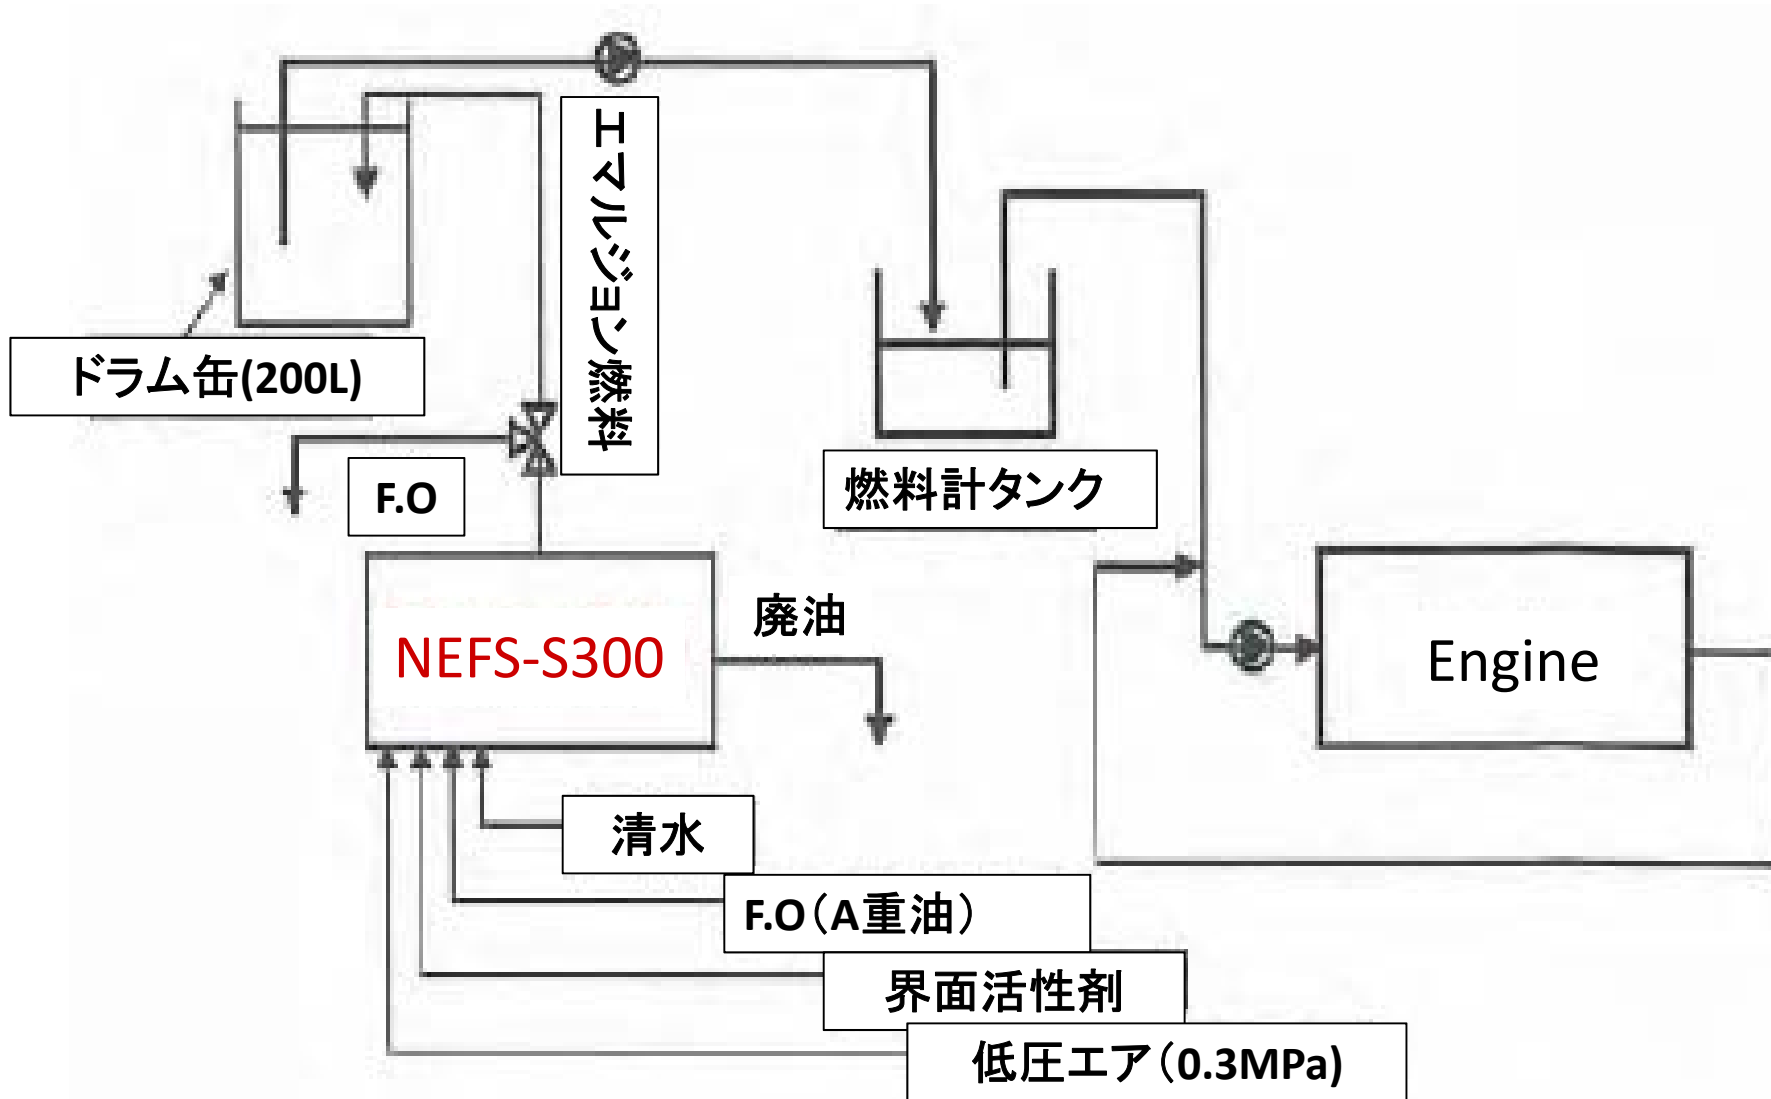 エマルジョン燃料
ドラム缶(200L)
F.O
燃料計タンク
NEFS-S300
廃油
Engine
清水
F.O(A重油)
界面活性剤
低圧エア(0.3MPa)